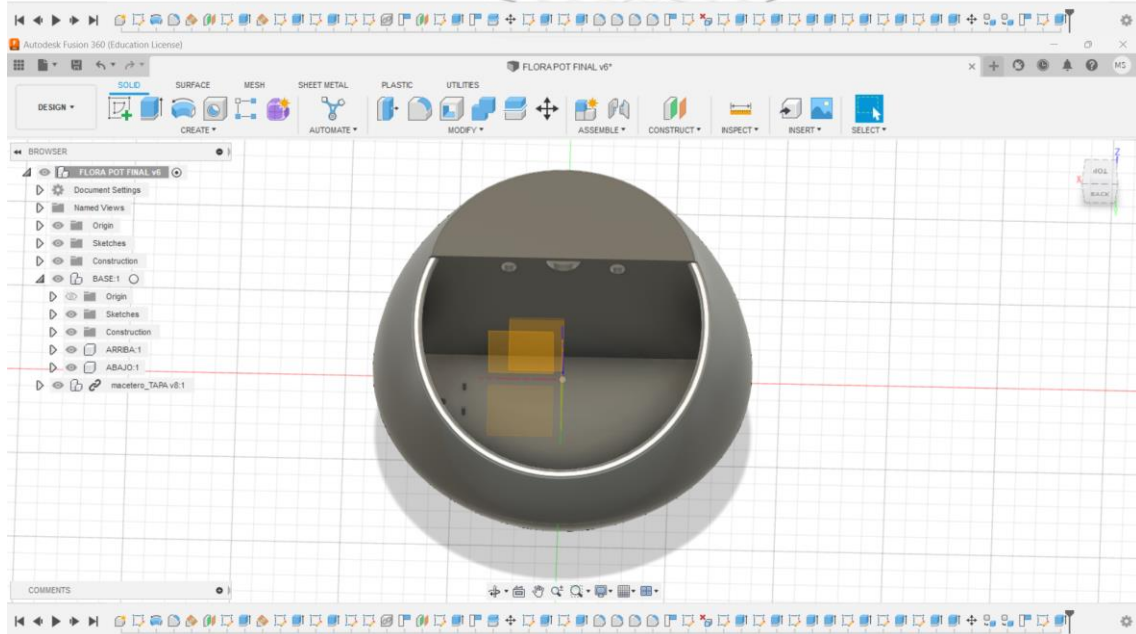 Autodesk Fusion 360 (Education License)
FLORA POT FINAL v6*
MS
DESIGN
SOLID SURFACE MESH SHEET METAL PLASTIC UTILITIES
CREATE AUTOMATE MODIFY ASSEMBLE CONSTRUCT INSPECT INSERT SELECT
BROWSER
FLORA POT FINAL v6
Document Settings
Named Views
Origin
Sketches
Construction
BASE:1
Origin
Sketches
Construction
ARRIBA:1
ABAJO:1
macetero_TAPA v8:1
Z
TOP
BACK
COMMENTS